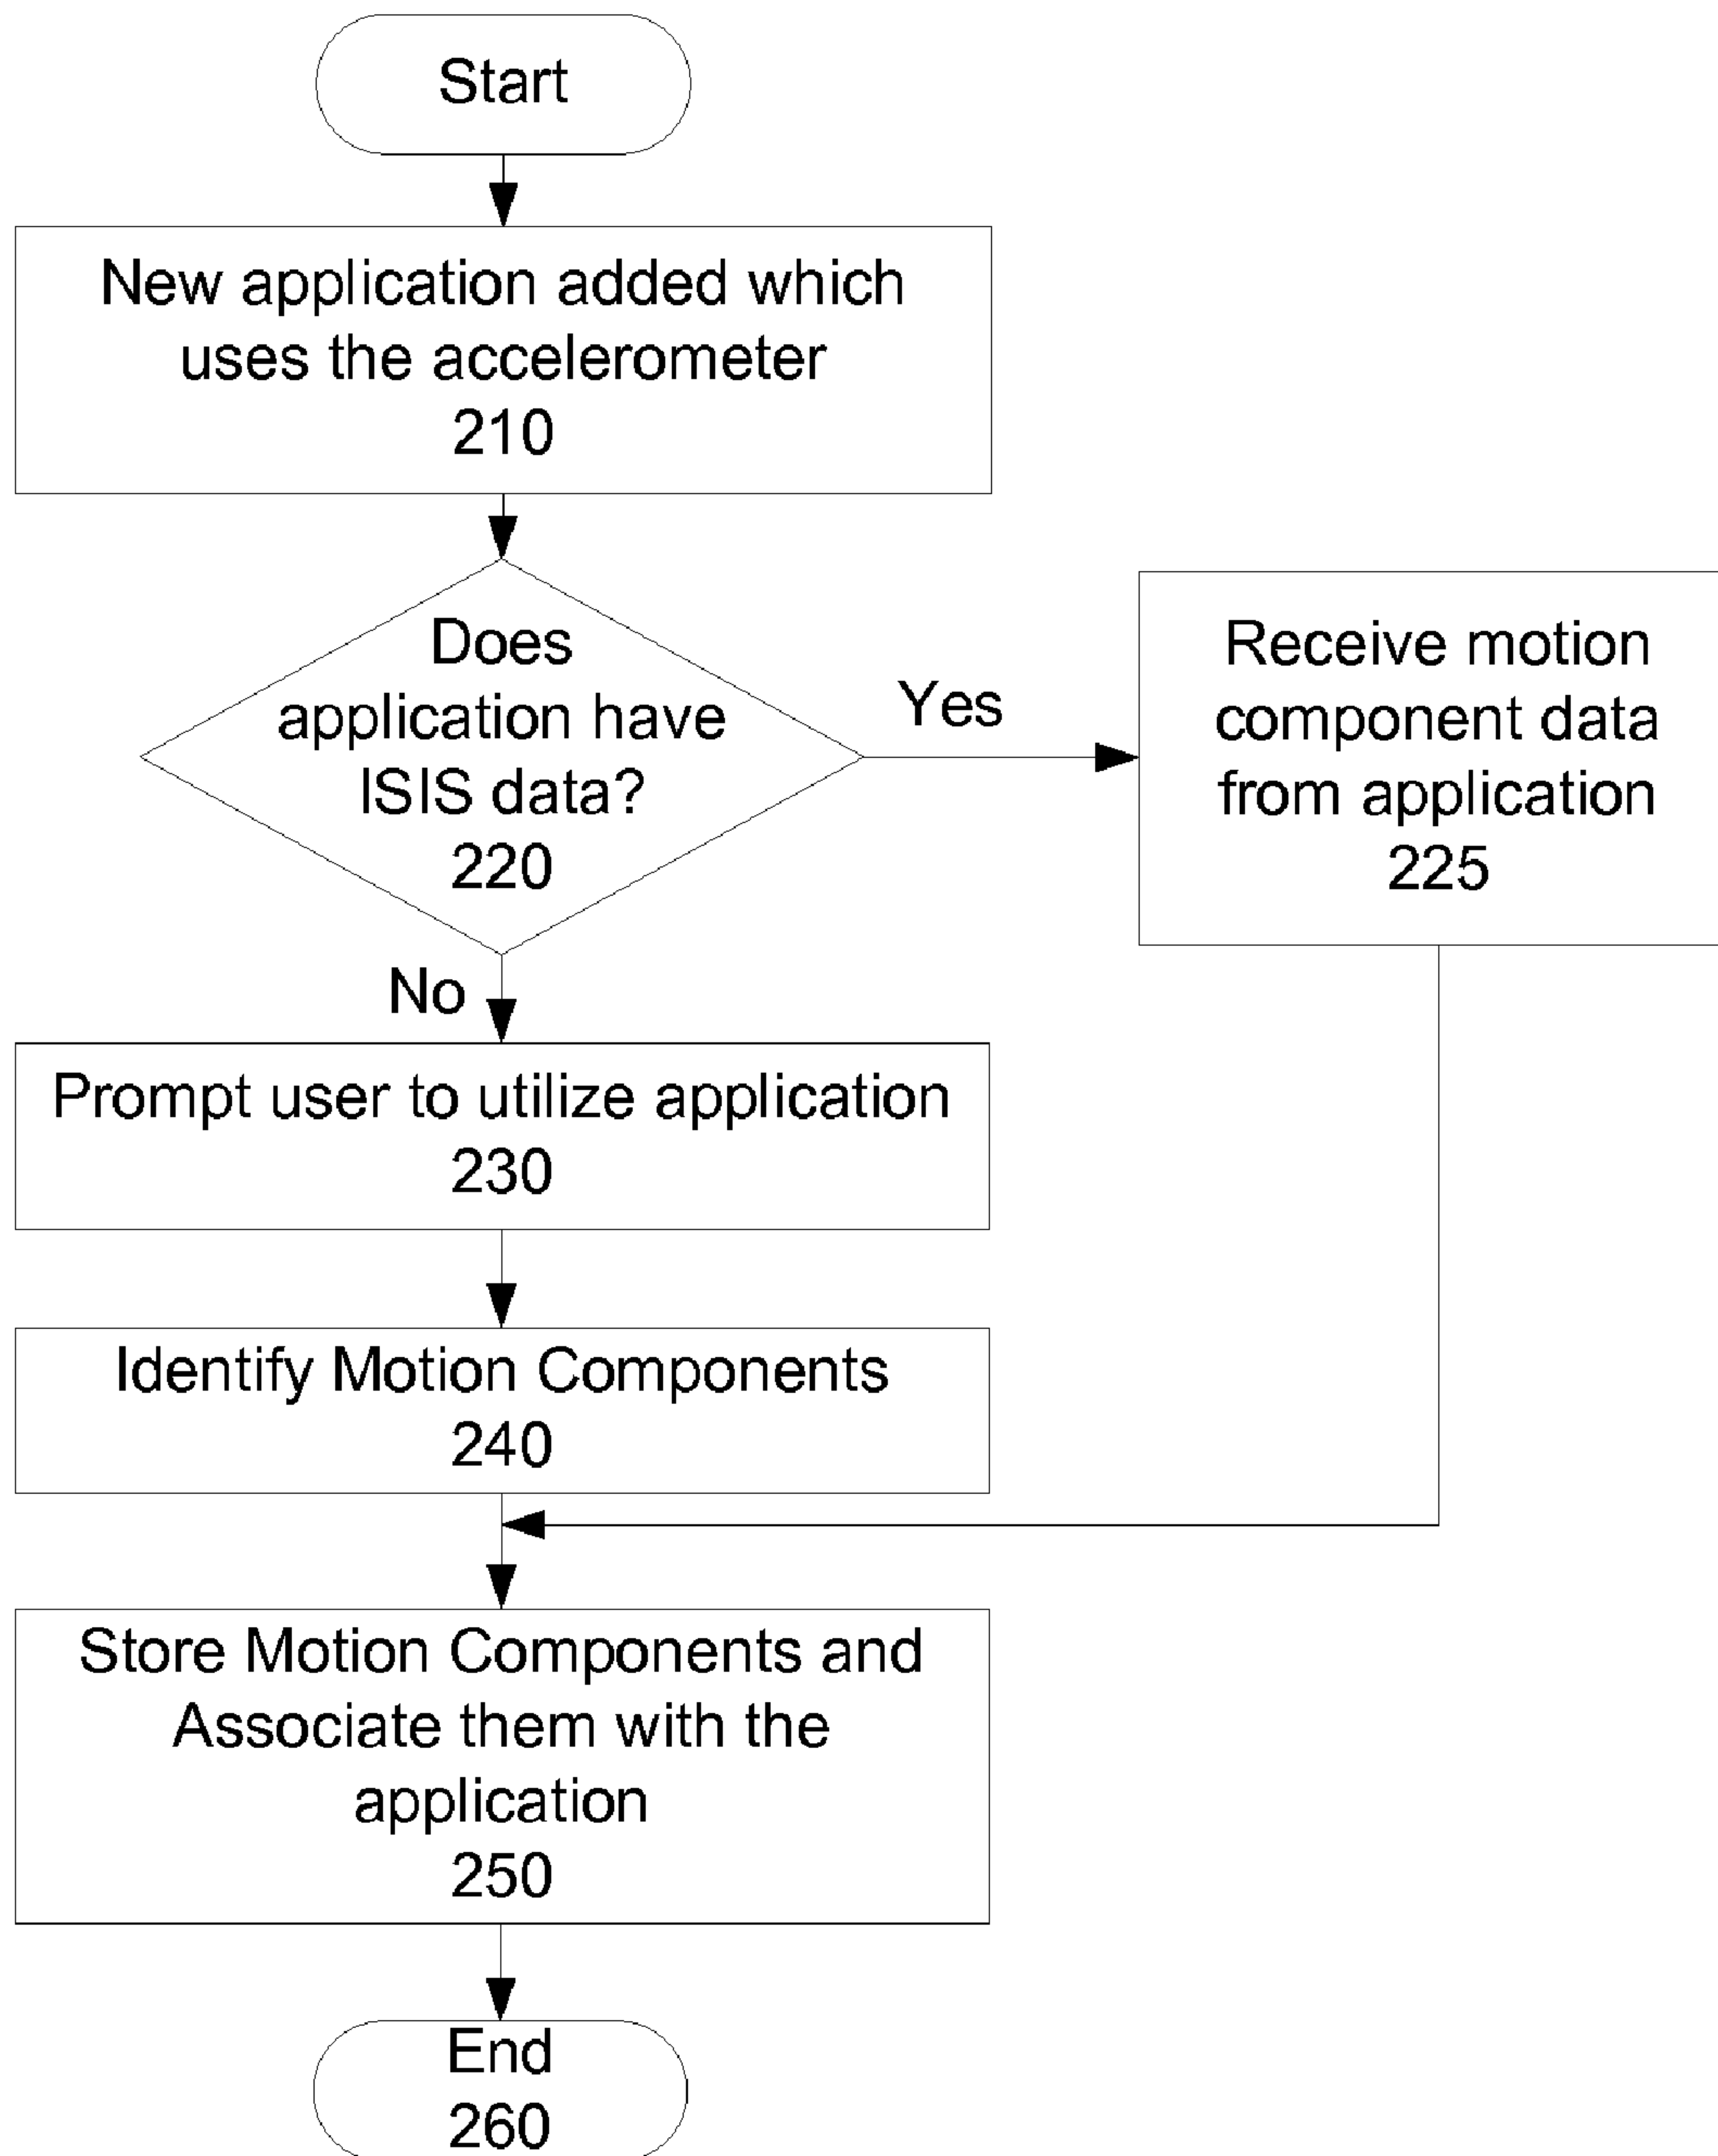 Start
New application added which
uses the accelerometer
210
Does
application have
ISIS data?
220
Yes
Receive motion
component data
from application
225
No
Prompt user to utilize application
230
Identify Motion Components
240
Store Motion Components and
Associate them with the
application
250
End
260